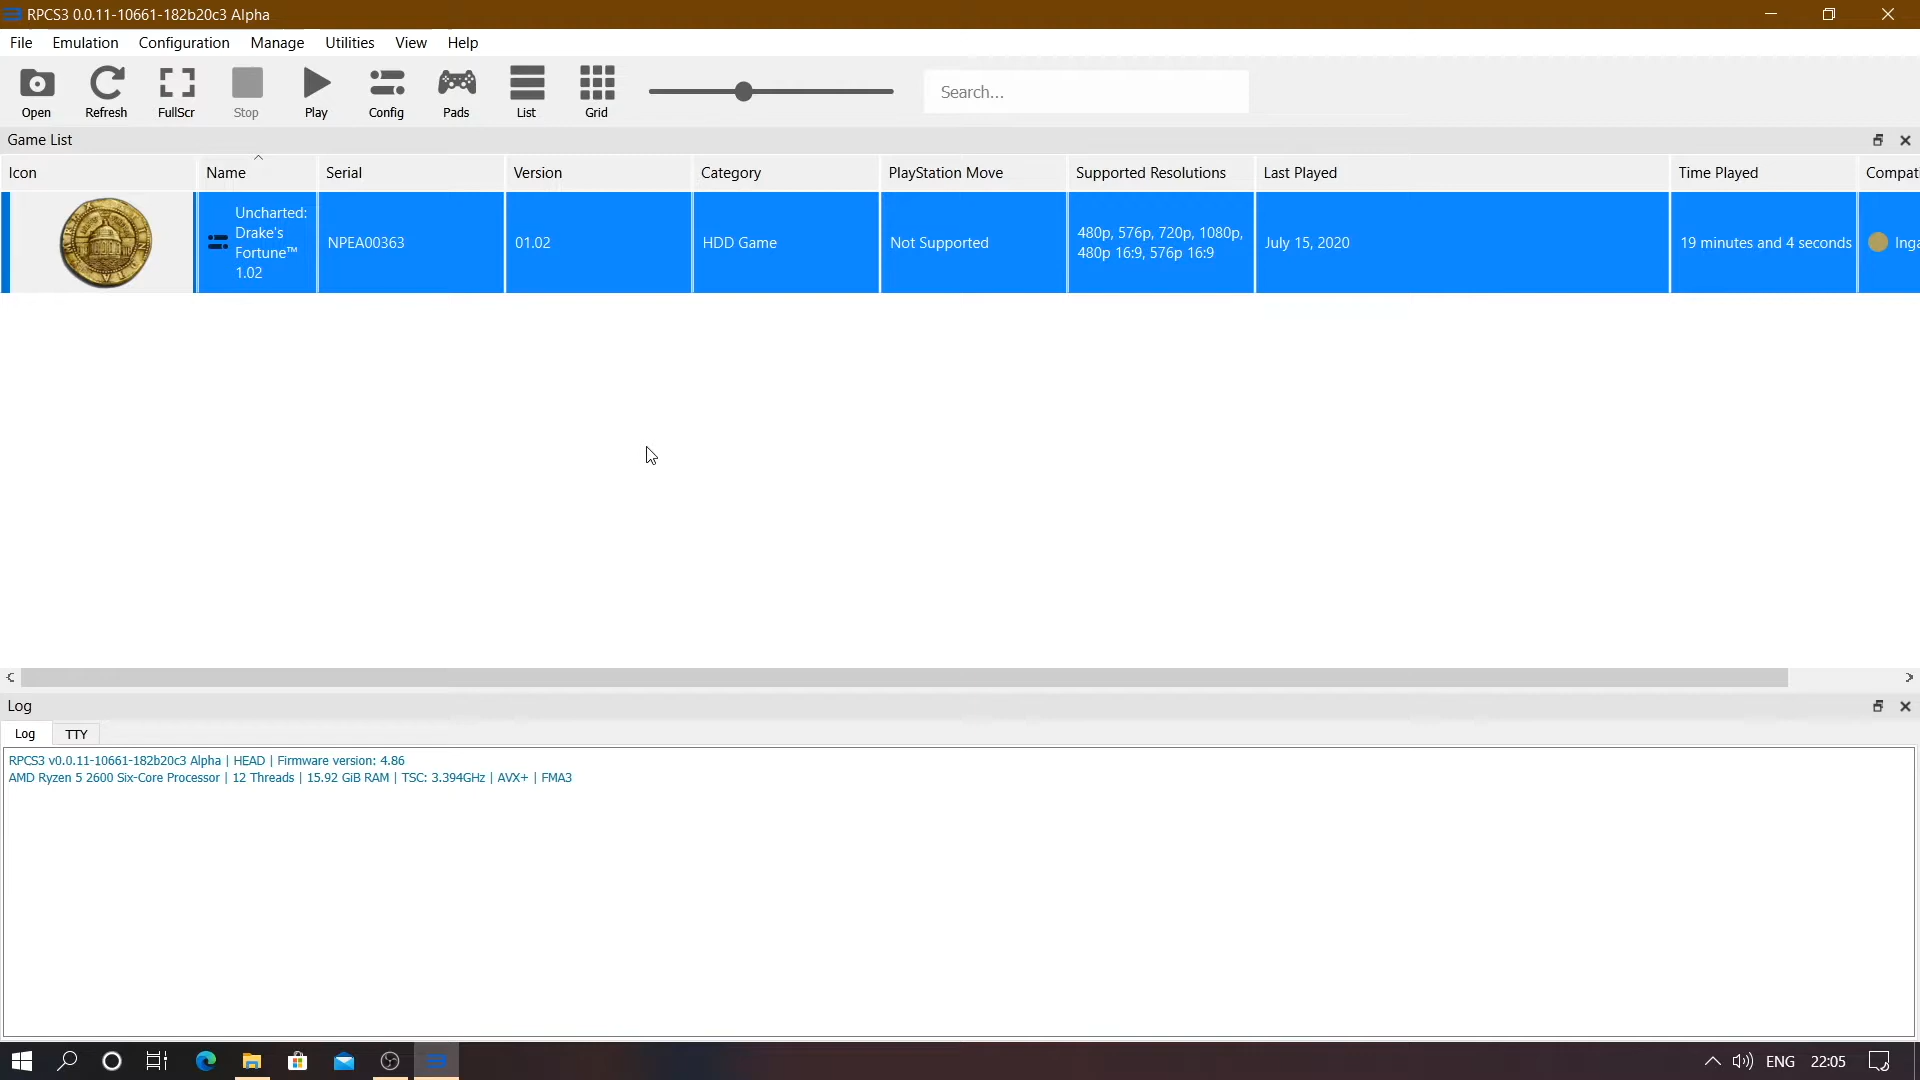 RPCS3 0.0.11-10661-182b20c3 Alpha
File Emulation Configuration Manage Utilities View Help
Open Refresh FullScr Stop Play Config Pads List Grid Search...
Game List
Icon Name Serial Version Category PlayStation Move Supported Resolutions Last Played Time Played Compati
Uncharted:
Drake's
Fortune™
1.02
NPEA00363
01.02
HDD Game
Not Supported
480p, 576p, 720p, 1080p,
480p 16:9, 576p 16:9
July 15, 2020
19 minutes and 4 seconds
Inga
Log
Log TTY
RPCS3 v0.0.11-10661-182b20c3 Alpha | HEAD | Firmware version: 4.86
AMD Ryzen 5 2600 Six-Core Processor | 12 Threads | 15.92 GiB RAM | TSC: 3.394GHz | AVX+ | FMA3
ENG 22:05